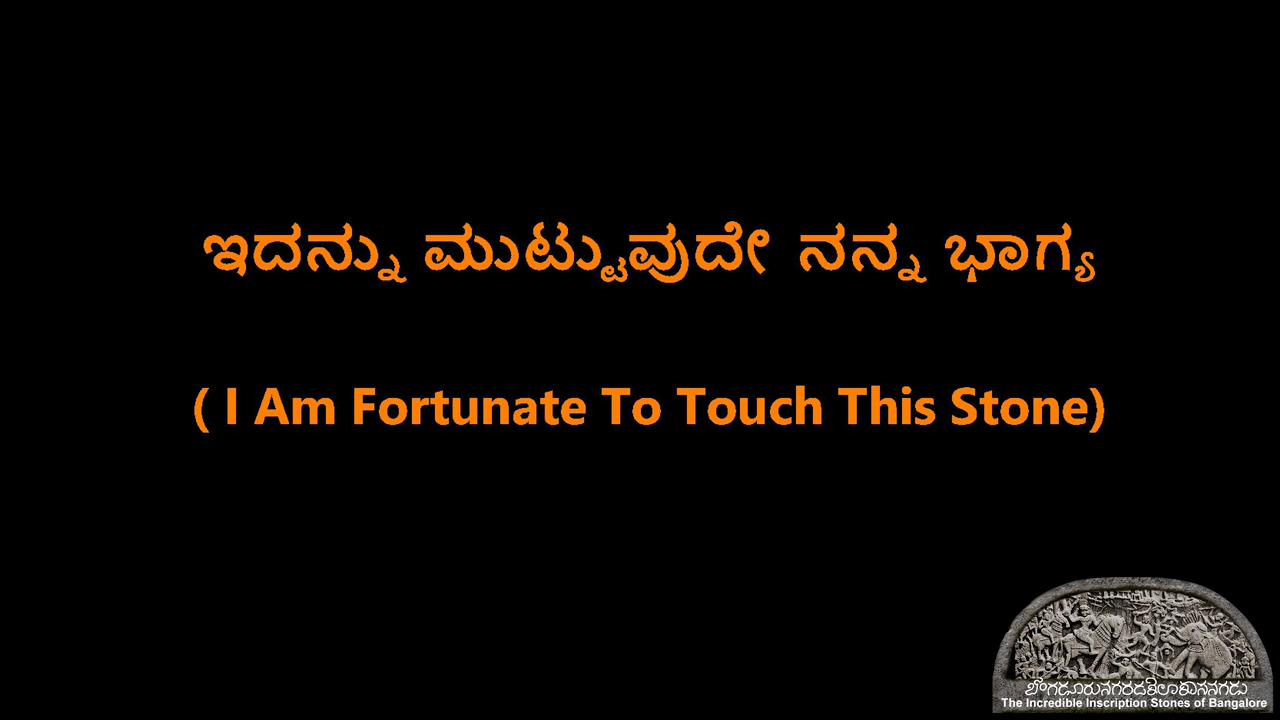 ಇದನ್ನು ಮುಟ್ಟುವುದೇ ನನ್ನ ಭಾಗ್ಯ
( I Am Fortunate To Touch This Stone)
The Incredible Inscription Stones of Bangalore